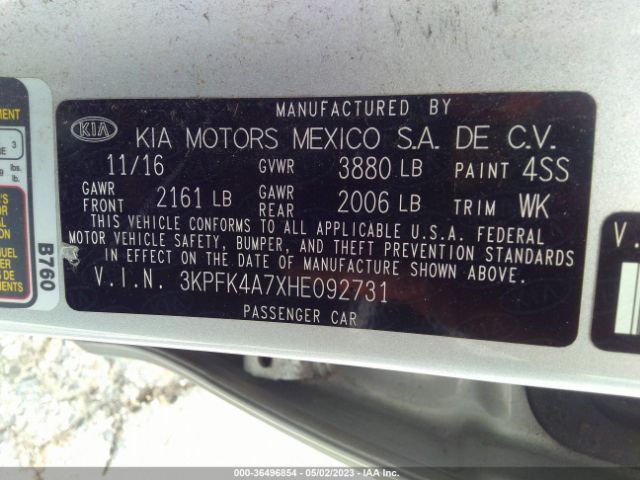 MANUFACTURED BY
KIA KIA MOTORS MEXICO S.A. DE C.V.
11/16 GVWR 3880 LB PAINT 4SS
GAWR FRONT 2161 LB GAWR REAR 2006 LB TRIM WK
THIS VEHICLE CONFORMS TO ALL APPLICABLE U.S.A. FEDERAL
MOTOR VEHICLE SAFETY, BUMPER, AND THEFT PREVENTION STANDARDS
IN EFFECT ON THE DATE OF MANUFACTURE SHOWN ABOVE.
V.I.N. 3KPFK4A7XHE092731
PASSENGER CAR
B760
3
lbs.
lb.
V.
000-36496854 - 05/02/2023 - IAA Inc.